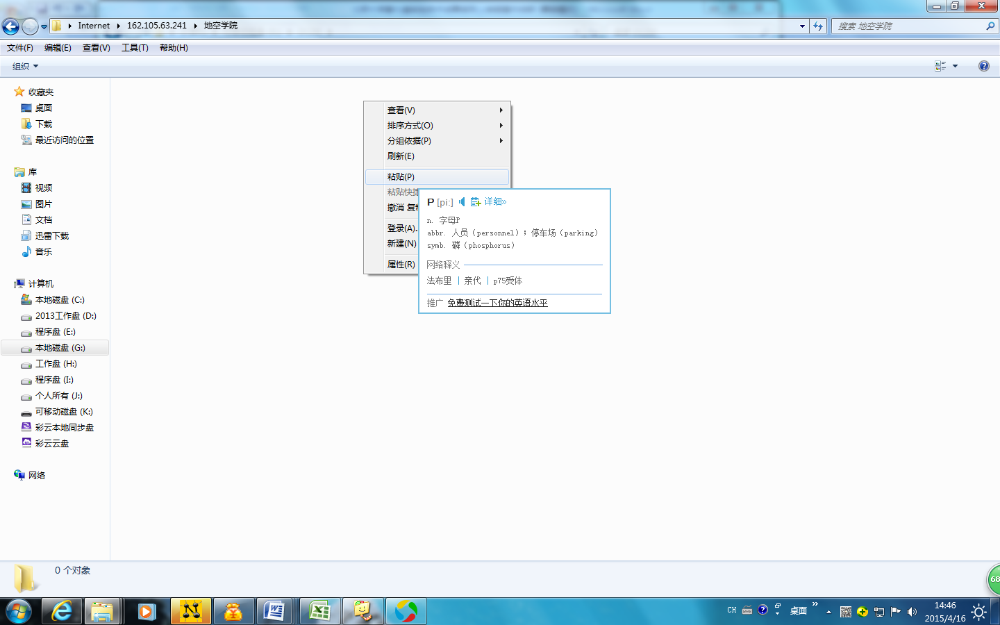 Internet
162.105.63.241
地空学院
搜索 地空学院
文件(F) 编辑(E) 查看(V) 工具(T) 帮助(H)
组织
收藏夹
桌面
下载
最近访问的位置
库
视频
图片
文档
迅雷下载
音乐
计算机
本地磁盘 (C:)
2013工作盘 (D:)
程序盘 (E:)
本地磁盘 (G:)
工作盘 (H:)
程序盘 (I:)
个人所有 (J:)
可移动磁盘 (K:)
彩云本地同步盘
彩云云盘
网络
查看(V)
排序方式(O)
分组依据(P)
刷新(E)
粘贴(P)
粘贴快捷
撤消 复制
登录(A)..
新建(N)
属性(R)
P [pi:] 详细»
n. 字母P
abbr. 人员（personnel）；停车场（parking）
symb. 磷（phosphorus）
网络释义
法布里 | 亲代 | p75受体
推广 免费测试一下你的英语水平
0 个对象
68
CH
桌面
14:46
2015/4/16